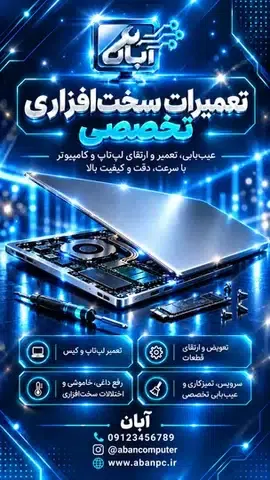 آبان
تعمیرات سخت‌افزاری
تخصصی
عیب‌یابی، تعمیر و ارتقای لپ‌تاپ و کامپیوتر
با سرعت، دقت و کیفیت بالا
تعویض و ارتقای
قطعات
تعمیر لپ‌تاپ و کیس
سرویس، تمیزکاری و
عیب‌یابی تخصصی
رفع داغی، خاموشی و
اختلالات سخت‌افزاری
آبان
09123456789
@abancomputer
www.abanpc.ir